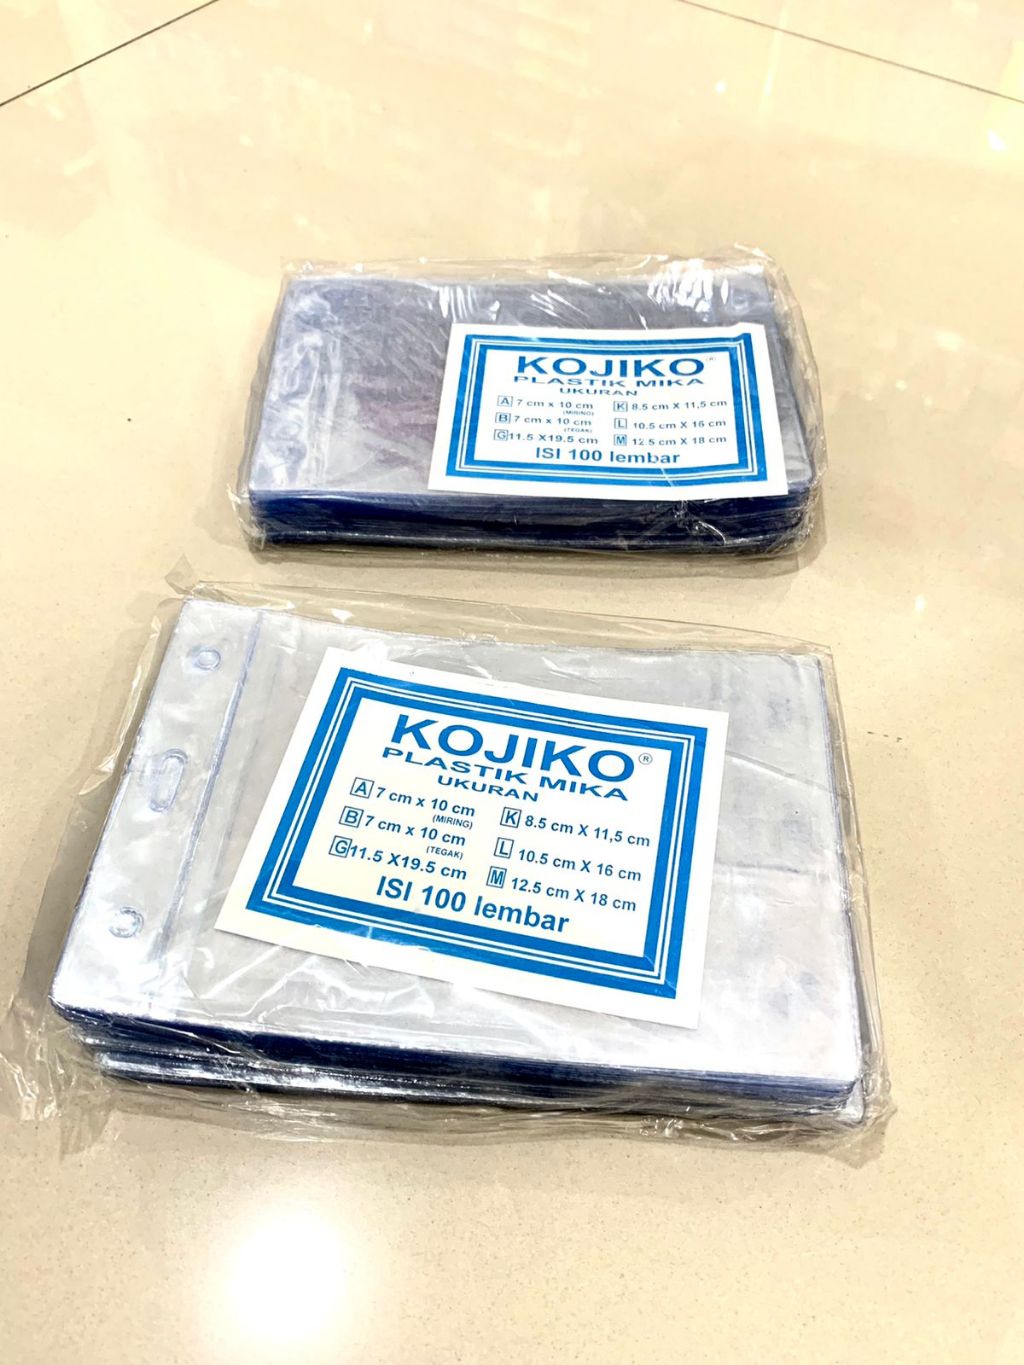 KOJIKO®
PLASTIK MIKA
UKURAN
A 7 cm x 10 cm K 8.5 cm X 11,5 cm
(MIRING)
B 7 cm x 10 cm L 10.5 cm X 16 cm
(TEGAK)
G 11.5 X19.5 cm M 12.5 cm X 18 cm
ISI 100 lembar
KOJIKO®
PLASTIK MIKA
UKURAN
A 7 cm x 10 cm K 8.5 cm X 11,5 cm
(MIRING)
B 7 cm x 10 cm L 10.5 cm X 16 cm
(TEGAK)
G 11.5 X19.5 cm M 12.5 cm X 18 cm
ISI 100 lembar